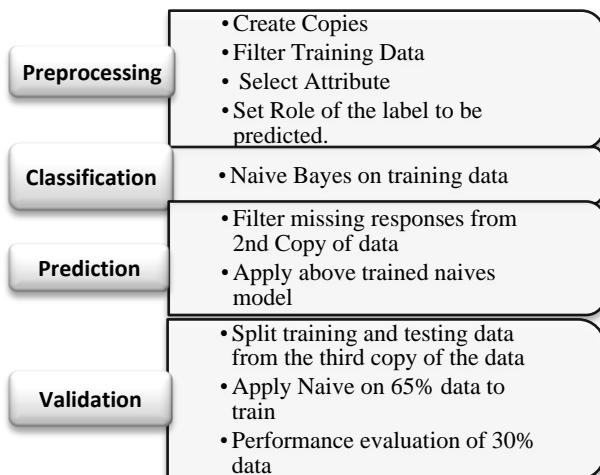 Preprocessing
•Create Copies
•Filter Training Data
• Select Attribute
•Set Role of the label to be
predicted.
Classification
•Naive Bayes on training data
Prediction
•Filter missing responses from
2nd Copy of data
•Apply above trained naives
model
Validation
•Split training and testing data
from the third copy of the data
•Apply Naive on 65% data to
train
•Performance evaluation of 30%
data